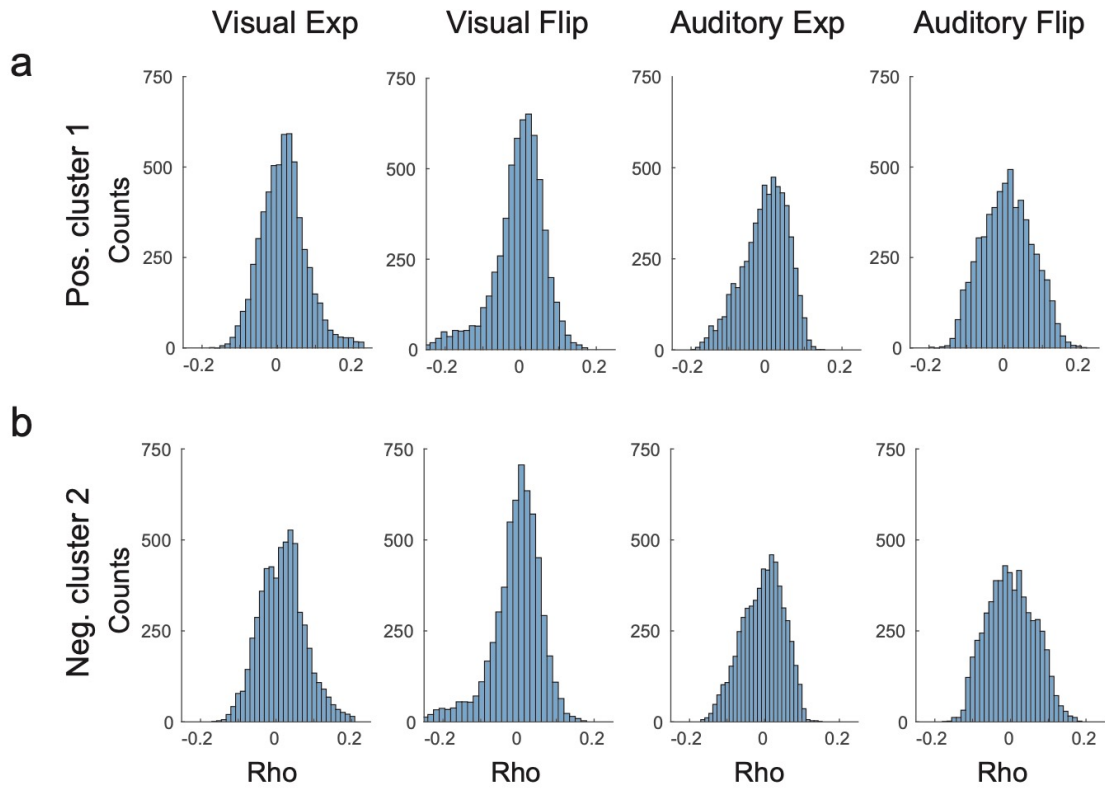 Visual Exp Visual Flip Auditory Exp Auditory Flip
a
Pos. cluster 1
Counts
750 750 750 750
500 500 500 500
250 250 250 250
0 0 0 0
-0.2 0 0.2 -0.2 0 0.2 -0.2 0 0.2 -0.2 0 0.2
b
Neg. cluster 2
Counts
750 750 750 750
500 500 500 500
250 250 250 250
0 0 0 0
-0.2 0 0.2 -0.2 0 0.2 -0.2 0 0.2 -0.2 0 0.2
Rho Rho Rho Rho